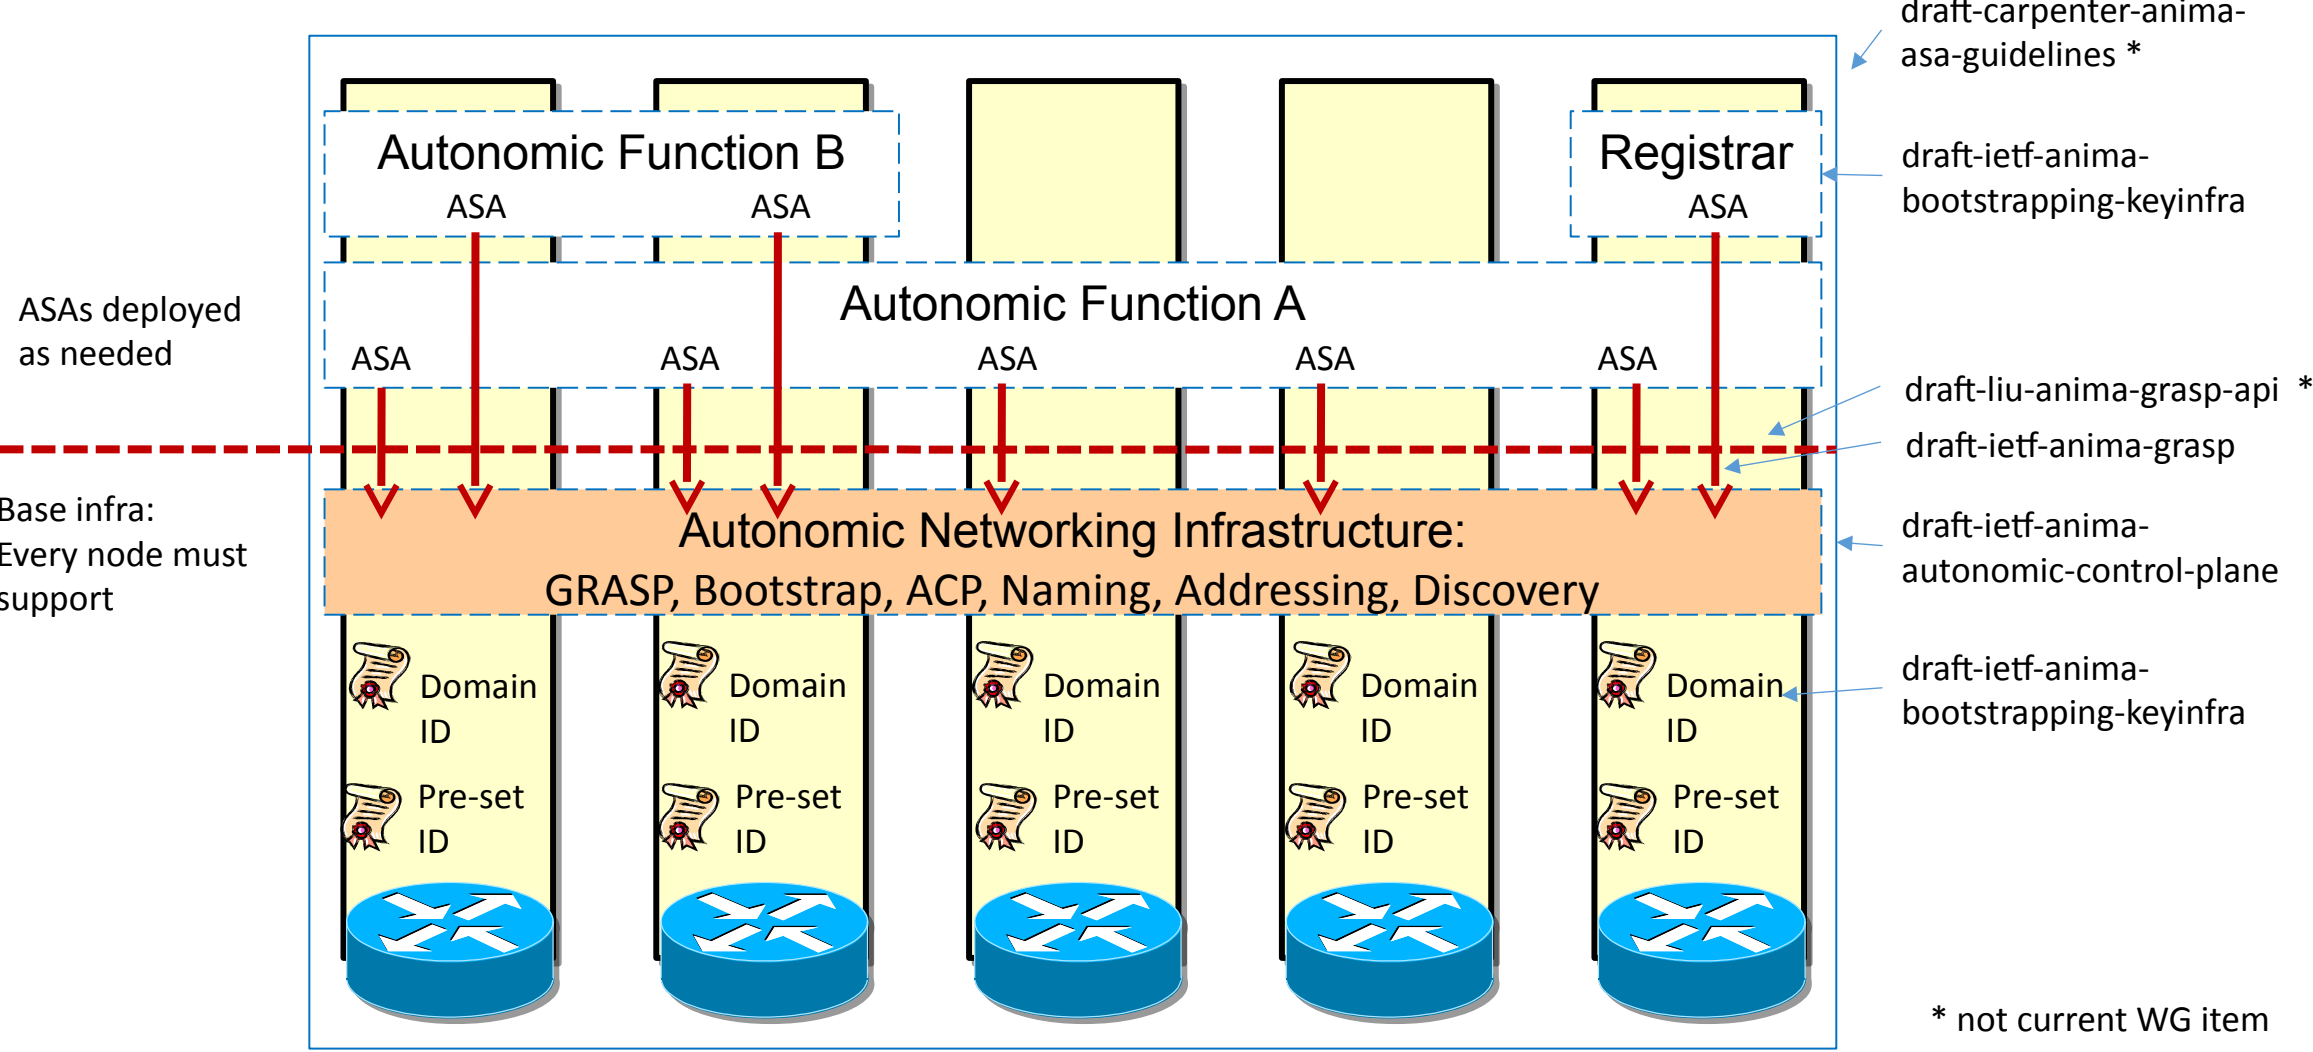 draft-carpenter-anima-
asa-guidelines *
Autonomic Function B
ASA ASA
Registrar
ASA
draft-ietf-anima-
bootstrapping-keyinfra
ASAs deployed
as needed
Autonomic Function A
ASA ASA ASA ASA ASA
draft-liu-anima-grasp-api *
draft-ietf-anima-grasp
Base infra:
Every node must
support
Autonomic Networking Infrastructure:
GRASP, Bootstrap, ACP, Naming, Addressing, Discovery
draft-ietf-anima-
autonomic-control-plane
Domain
ID
Domain
ID
Domain
ID
Domain
ID
Domain
ID
draft-ietf-anima-
bootstrapping-keyinfra
Pre-set
ID
Pre-set
ID
Pre-set
ID
Pre-set
ID
Pre-set
ID
* not current WG item